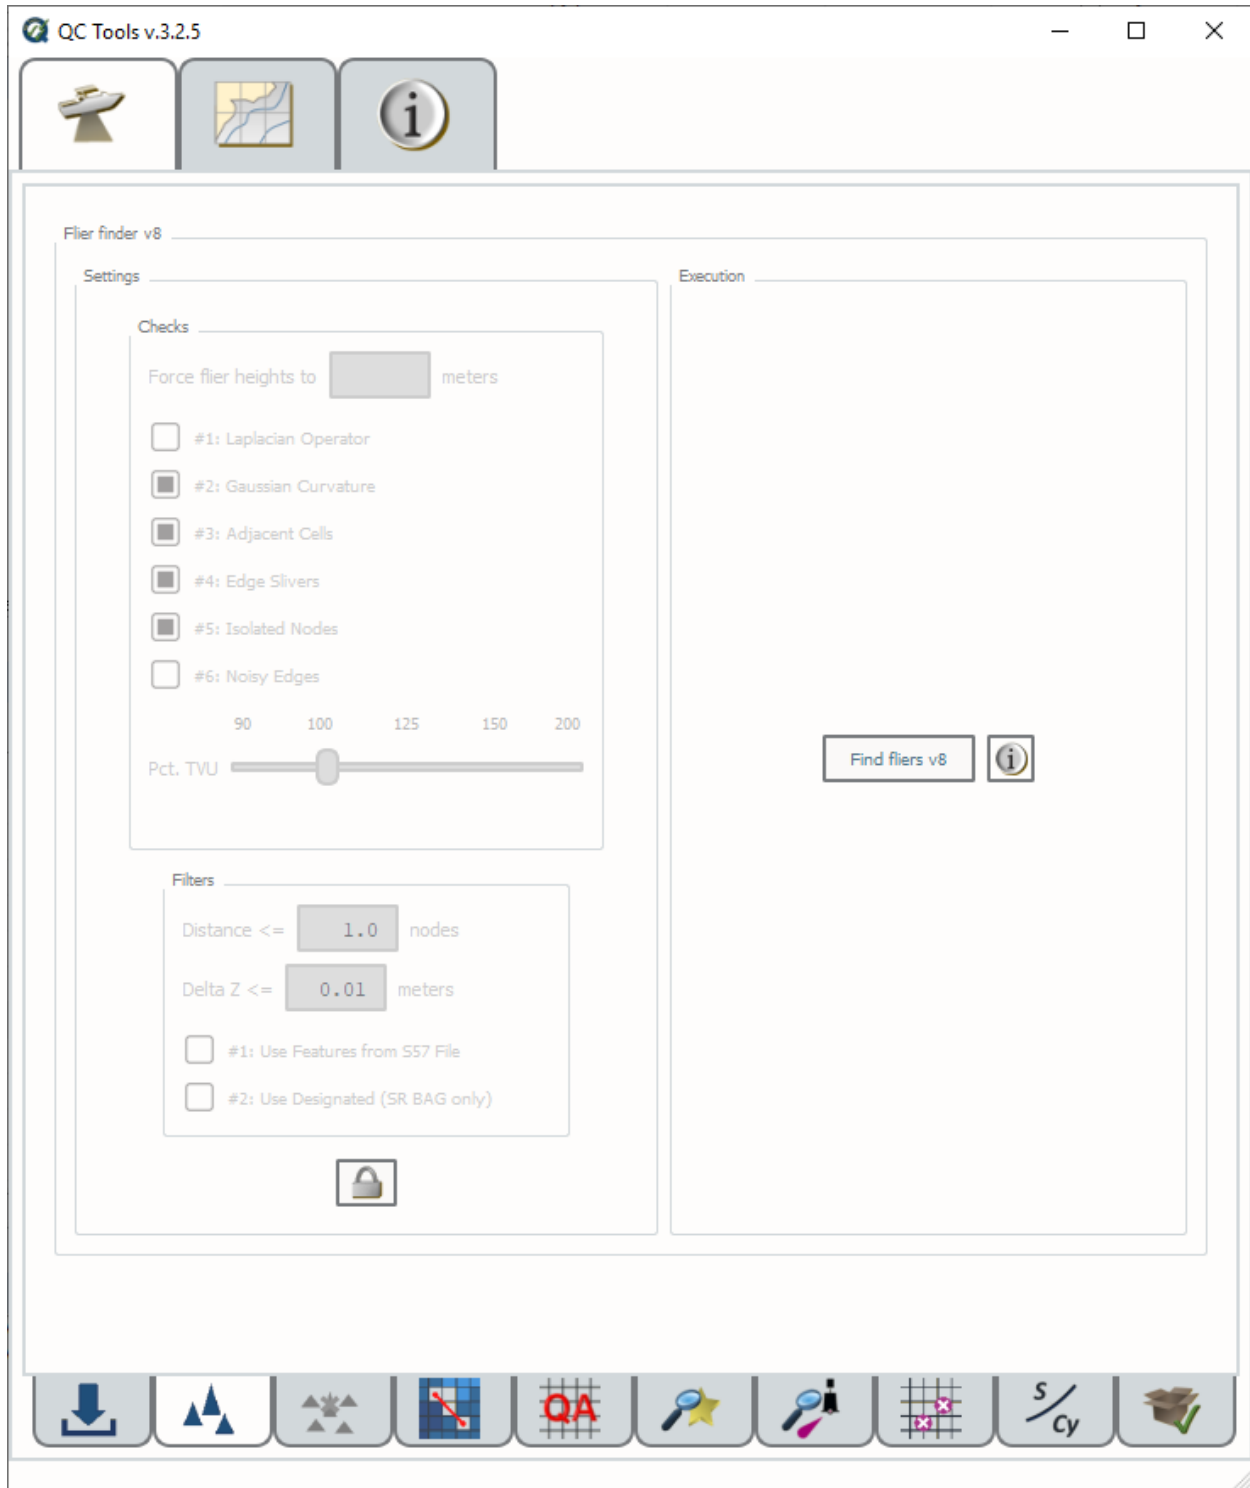 QC Tools v.3.2.5
Flier finder v8
Settings
Execution
Checks
Force flier heights to meters
#1: Laplacian Operator
#2: Gaussian Curvature
#3: Adjacent Cells
#4: Edge Slivers
#5: Isolated Nodes
#6: Noisy Edges
90 100 125 150 200
Pct. TVU
Find fliers v8
Filters
Distance <= 1.0 nodes
Delta Z <= 0.01 meters
#1: Use Features from S57 File
#2: Use Designated (SR BAG only)
QA
S/Cy